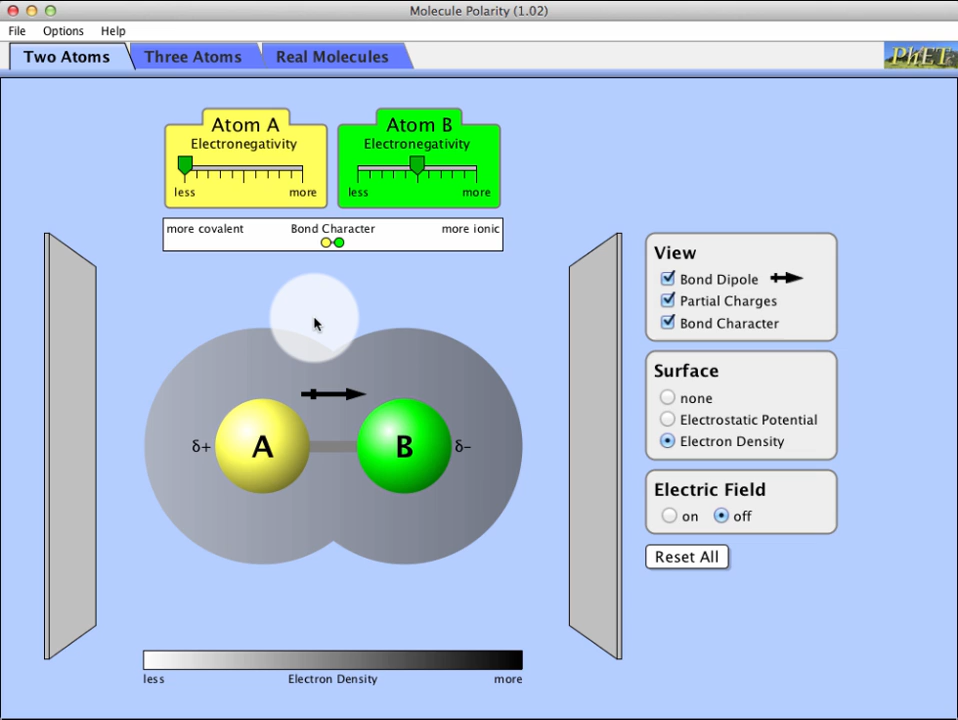 Molecule Polarity (1.02)
File Options Help
Two Atoms Three Atoms Real Molecules
PhET
Atom A Atom B
Electronegativity Electronegativity
less more less more
more covalent Bond Character more ionic
View
Bond Dipole
Partial Charges
Bond Character
Surface
none
Electrostatic Potential
Electron Density
δ+ A B δ-
Electric Field
on off
Reset All
less Electron Density more